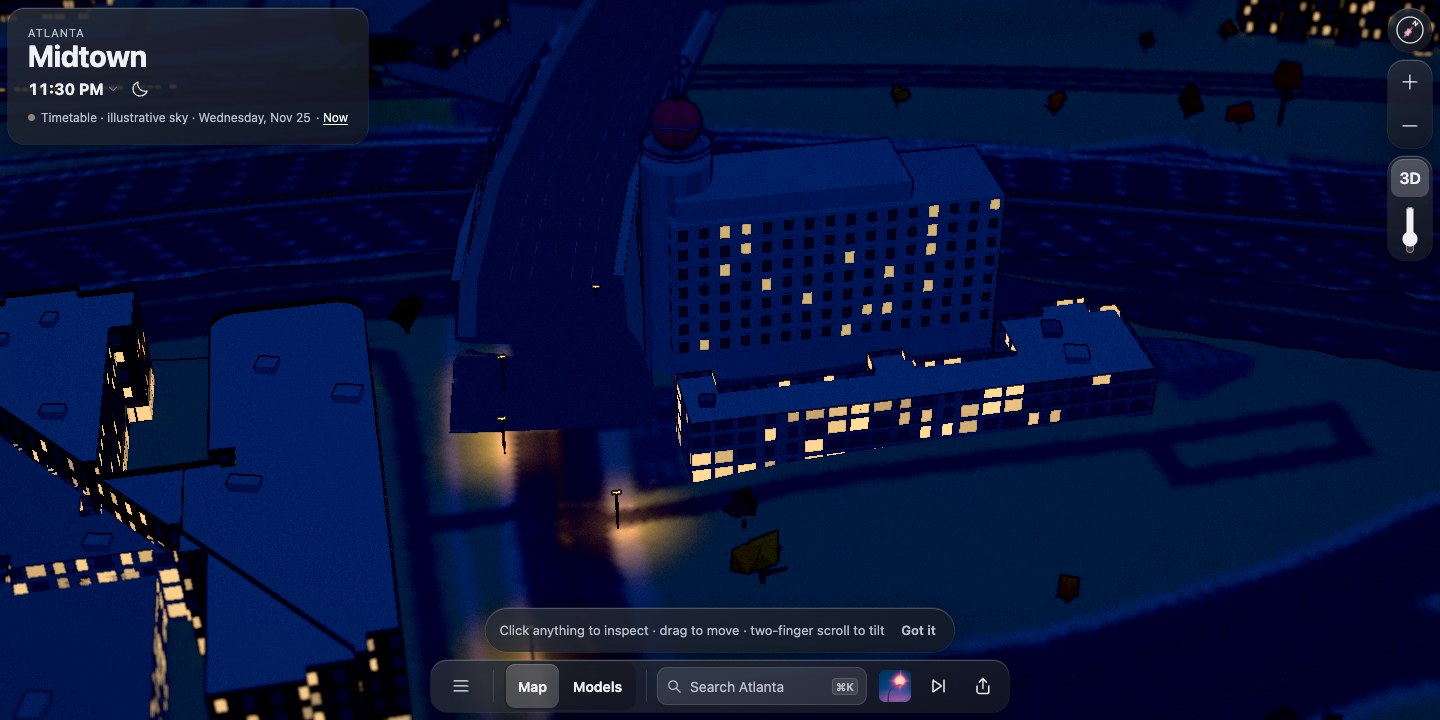 ATLANTA
Midtown
11:30 PM
Timetable · illustrative sky · Wednesday, Nov 25 · Now
3D
Click anything to inspect · drag to move · two-finger scroll to tilt Got it
Map Models Search Atlanta ⌘K